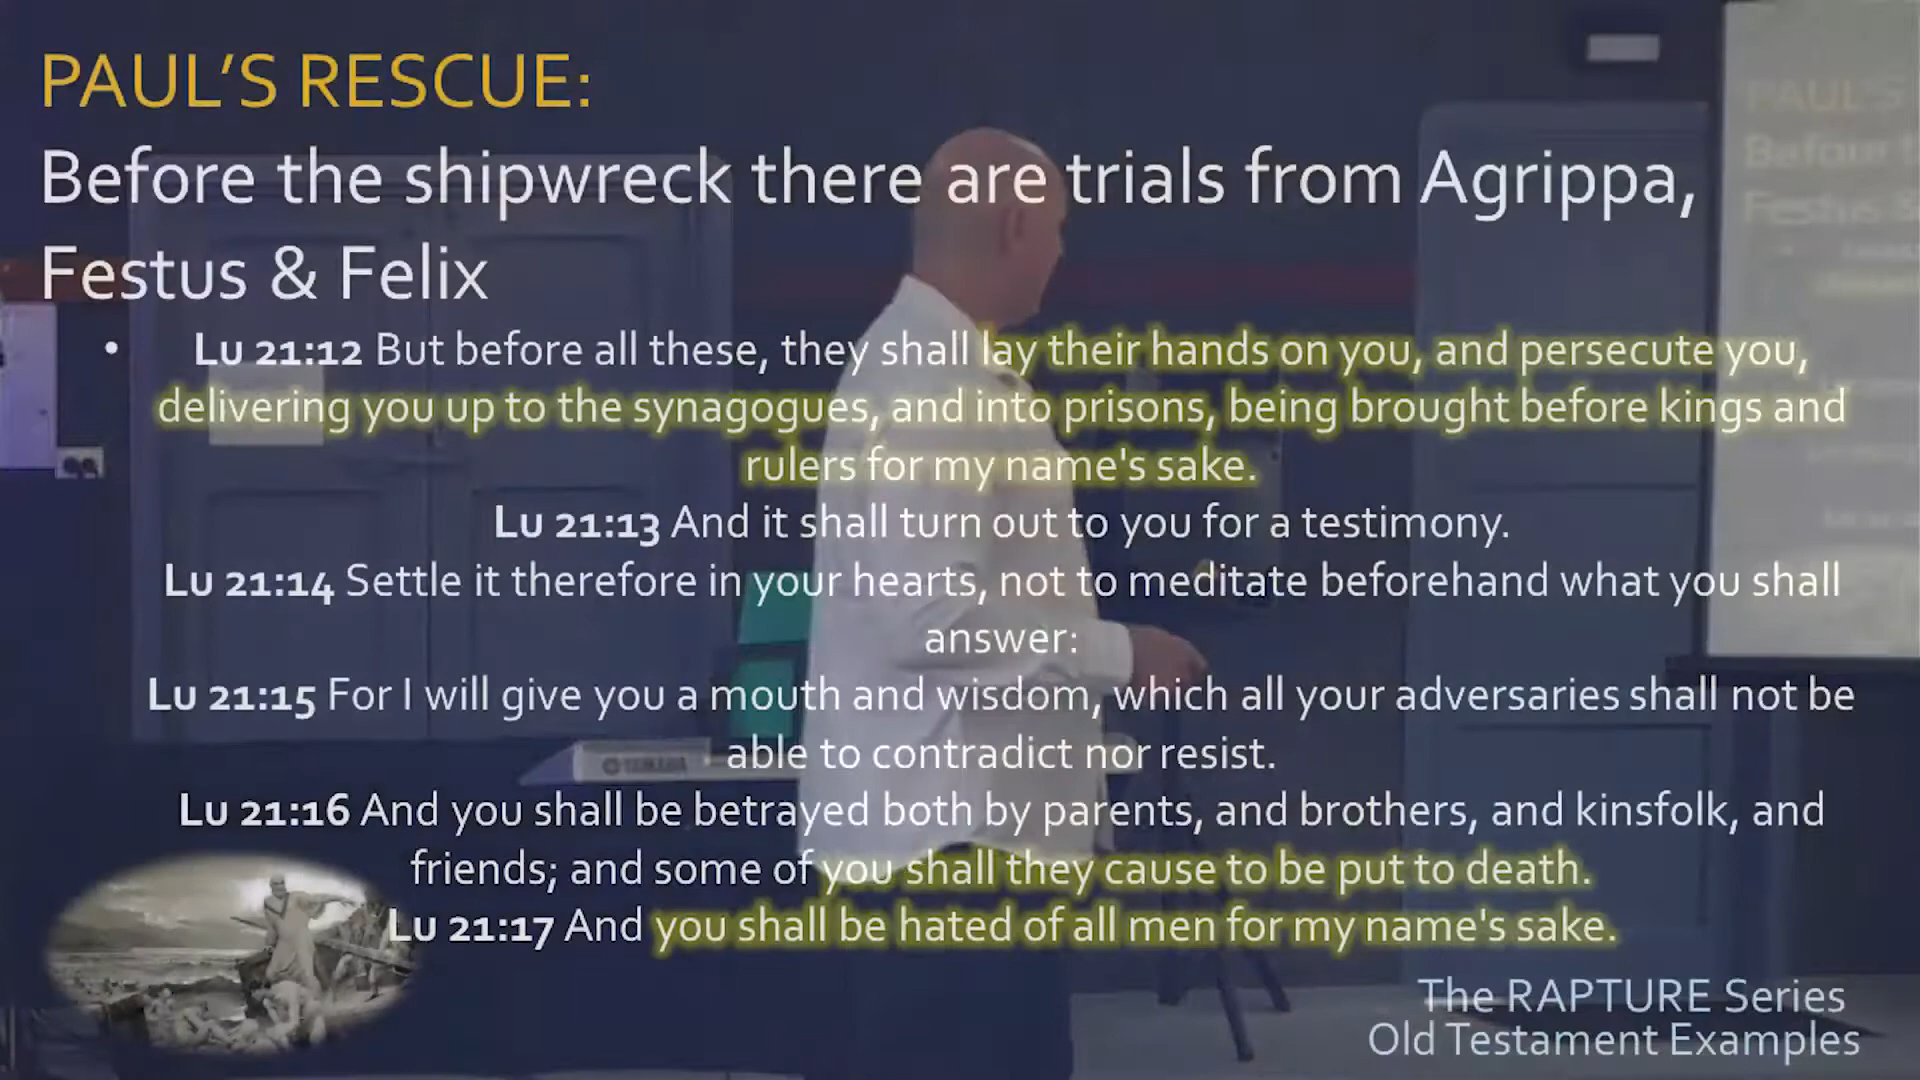 PAUL'S RESCUE:
Before the shipwreck there are trials from Agrippa,
Festus & Felix
• Lu 21:12 But before all these, they shall lay their hands on you, and persecute you,
delivering you up to the synagogues, and into prisons, being brought before kings and
rulers for my name's sake.
Lu 21:13 And it shall turn out to you for a testimony.
Lu 21:14 Settle it therefore in your hearts, not to meditate beforehand what you shall
answer:
Lu 21:15 For I will give you a mouth and wisdom, which all your adversaries shall not be
able to contradict nor resist.
Lu 21:16 And you shall be betrayed both by parents, and brothers, and kinsfolk, and
friends; and some of you shall they cause to be put to death.
Lu 21:17 And you shall be hated of all men for my name's sake.
The RAPTURE Series
Old Testament Examples
YAMAHA
PAUL'S
Before
Festus &